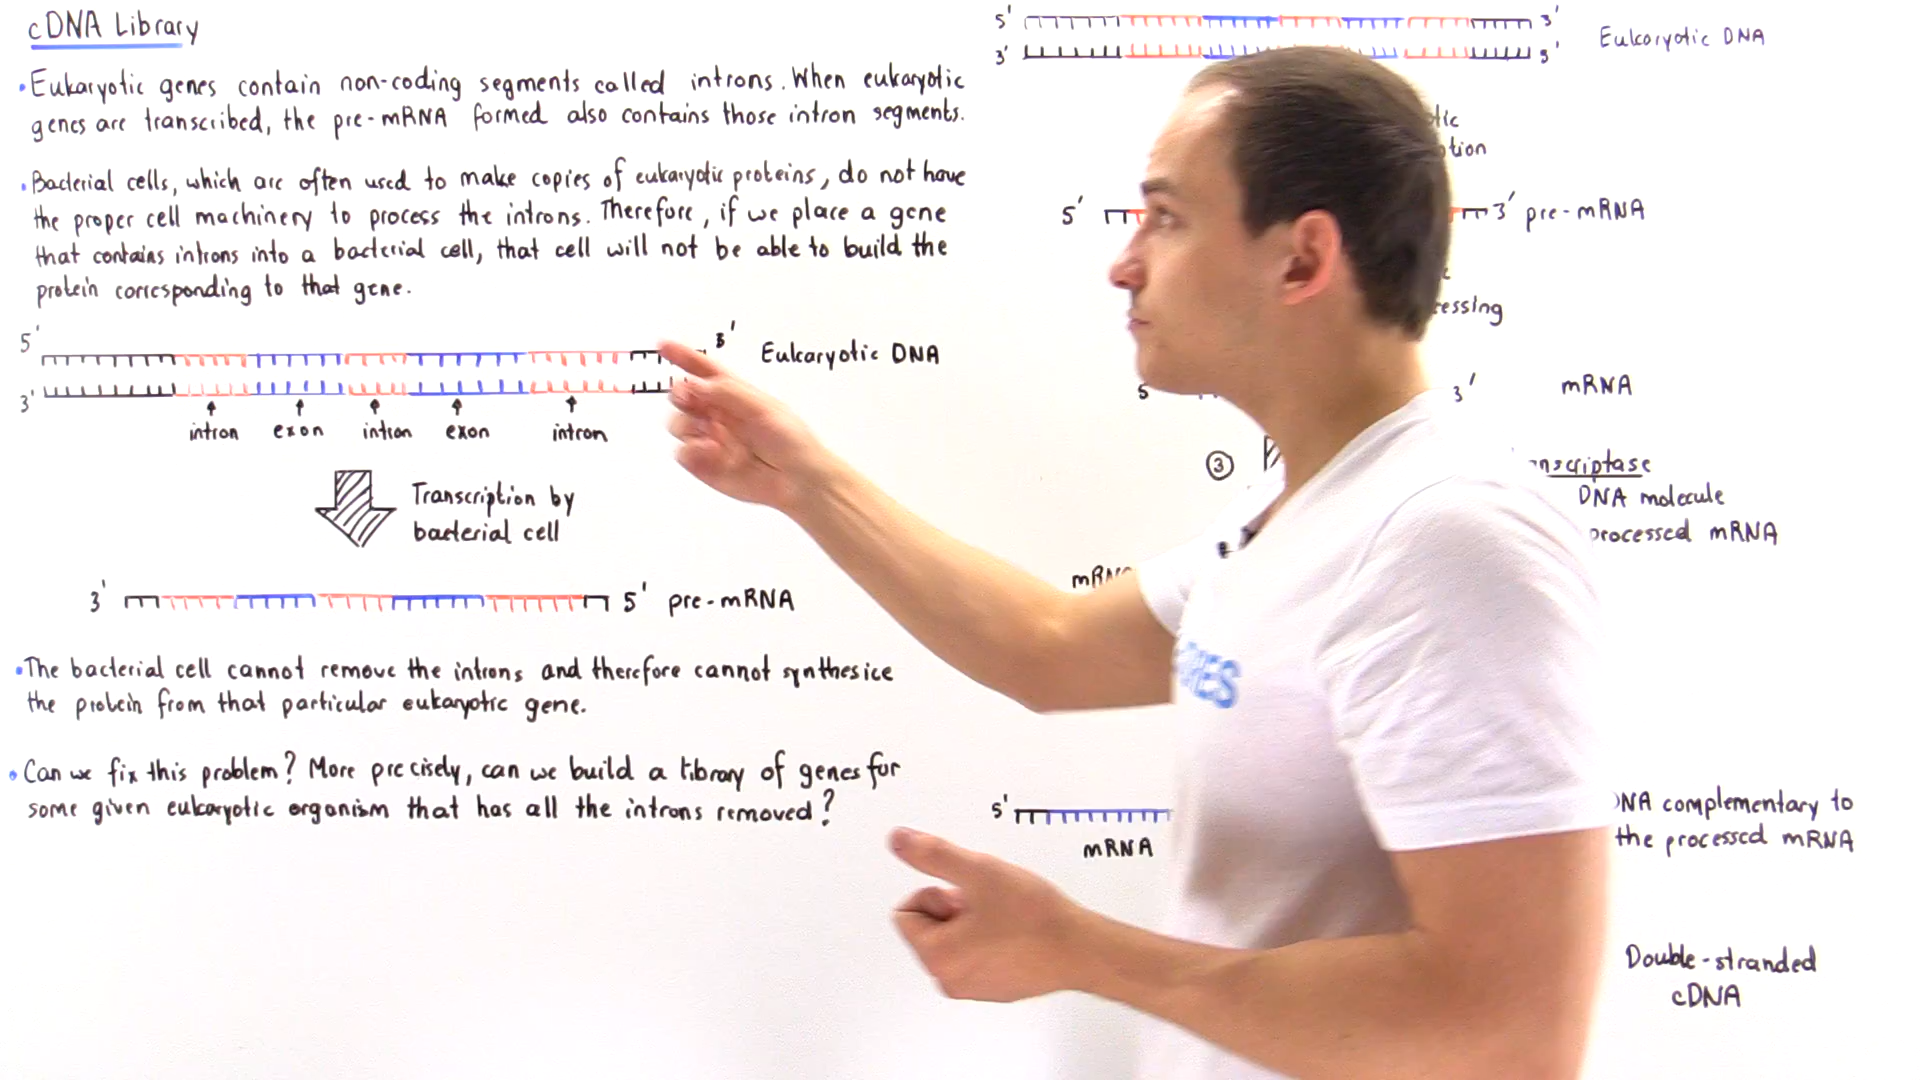 cDNA Library
• Eukaryotic genes contain non-coding segments called introns. When eukaryotic
genes are transcribed, the pre-mRNA formed also contains those intron segments.
• Bacterial cells, which are often used to make copies of eukaryotic proteins, do not have
the proper cell machinery to process the introns. Therefore, if we place a gene
that contains introns into a bacterial cell, that cell will not be able to build the
protein corresponding to that gene.
5' 3' Eukaryotic DNA
3'
intron exon intron exon intron
Transcription by
bacterial cell
3' 5' pre-mRNA
• The bacterial cell cannot remove the introns and therefore cannot synthesice
the protein from that particular eukaryotic gene.
• Can we fix this problem? More precisely, can we build a library of genes for
some given eukaryotic organism that has all the introns removed?
5' 3'
3' 5' Eukaryotic DNA
5' 3' pre-mRNA
5 3' mRNA
3
DNA molecule
processed mRNA
5'
mRNA
DNA complementary to
the processed mRNA
Double-stranded
cDNA